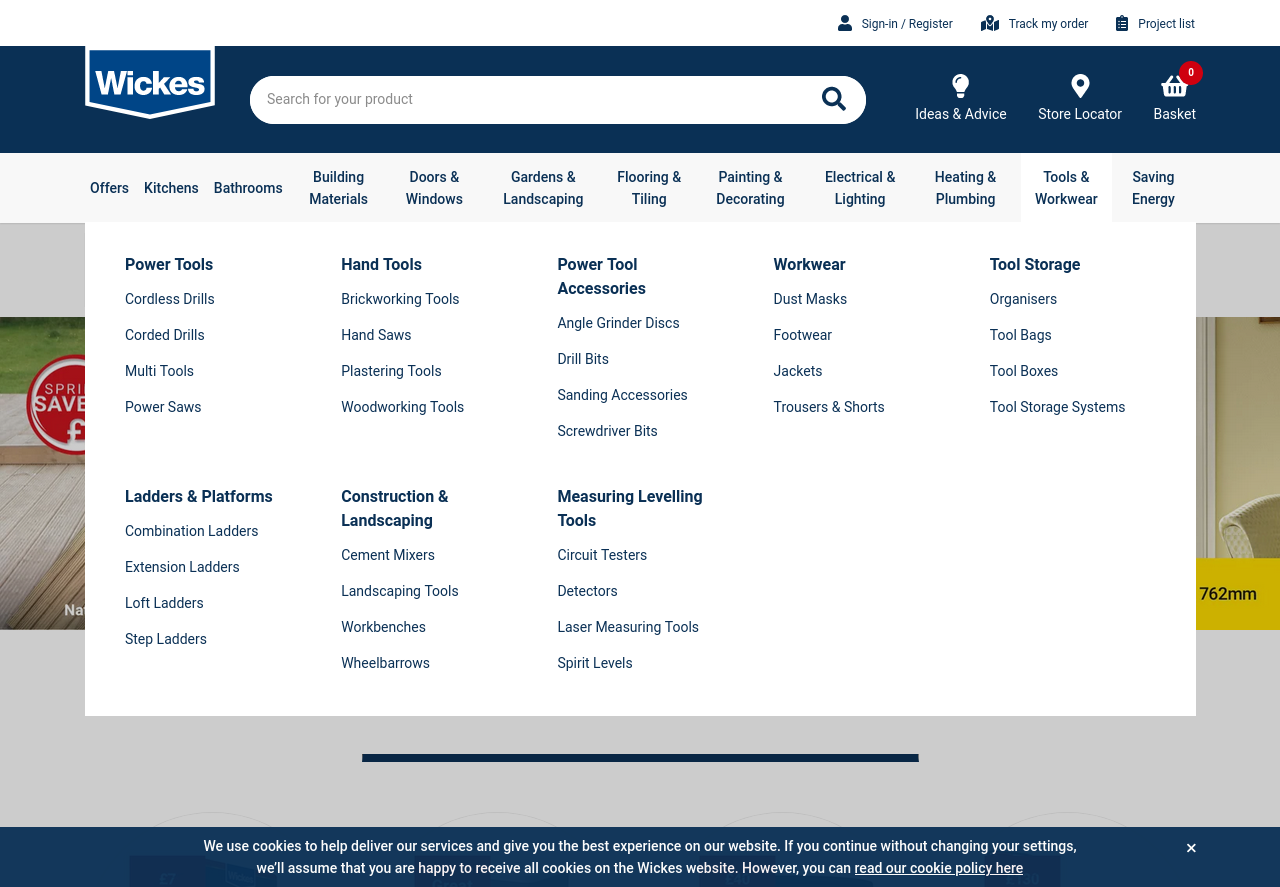 Sign-in / Register
Track my order
Project list
Wickes
Search for your product
Ideas & Advice
Store Locator
0
Basket
Offers
Kitchens
Bathrooms
Building
Materials
Doors &
Windows
Gardens &
Landscaping
Flooring &
Tiling
Painting &
Decorating
Electrical &
Lighting
Heating &
Plumbing
Tools &
Workwear
Saving
Energy
Power Tools
Cordless Drills
Corded Drills
Multi Tools
Power Saws
Hand Tools
Brickworking Tools
Hand Saws
Plastering Tools
Woodworking Tools
Power Tool
Accessories
Angle Grinder Discs
Drill Bits
Sanding Accessories
Screwdriver Bits
Workwear
Dust Masks
Footwear
Jackets
Trousers & Shorts
Tool Storage
Organisers
Tool Bags
Tool Boxes
Tool Storage Systems
Ladders & Platforms
Combination Ladders
Extension Ladders
Loft Ladders
Step Ladders
Construction &
Landscaping
Cement Mixers
Landscaping Tools
Workbenches
Wheelbarrows
Measuring Levelling
Tools
Circuit Testers
Detectors
Laser Measuring Tools
Spirit Levels
762mm
We use cookies to help deliver our services and give you the best experience on our website. If you continue without changing your settings,
we’ll assume that you are happy to receive all cookies on the Wickes website. However, you can read our cookie policy here